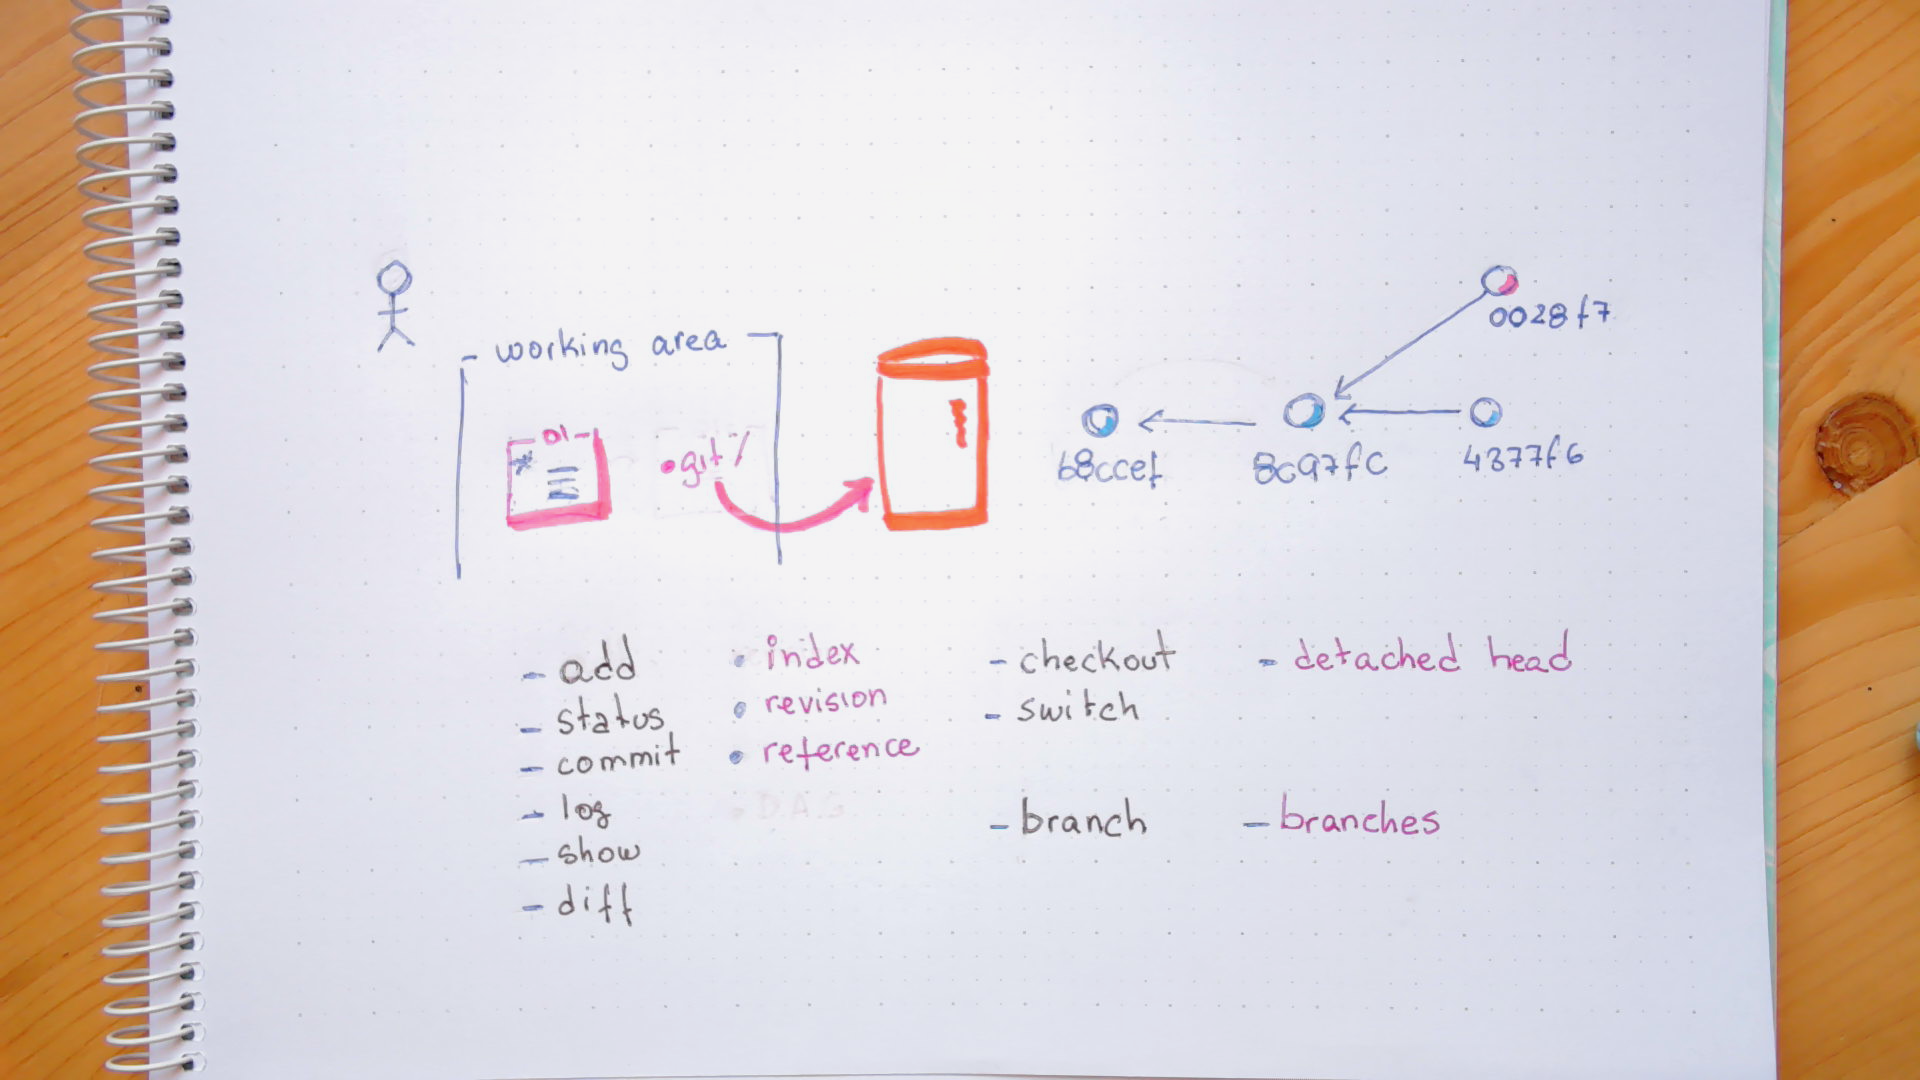 working area
01
.git/
0028f7
b8ccef
8c97fc
4377f6
- add
- status
- commit
- log
- show
- diff
• index
• revision
• reference
• D.A.G.
- checkout
- switch
- branch
- detached head
- branches